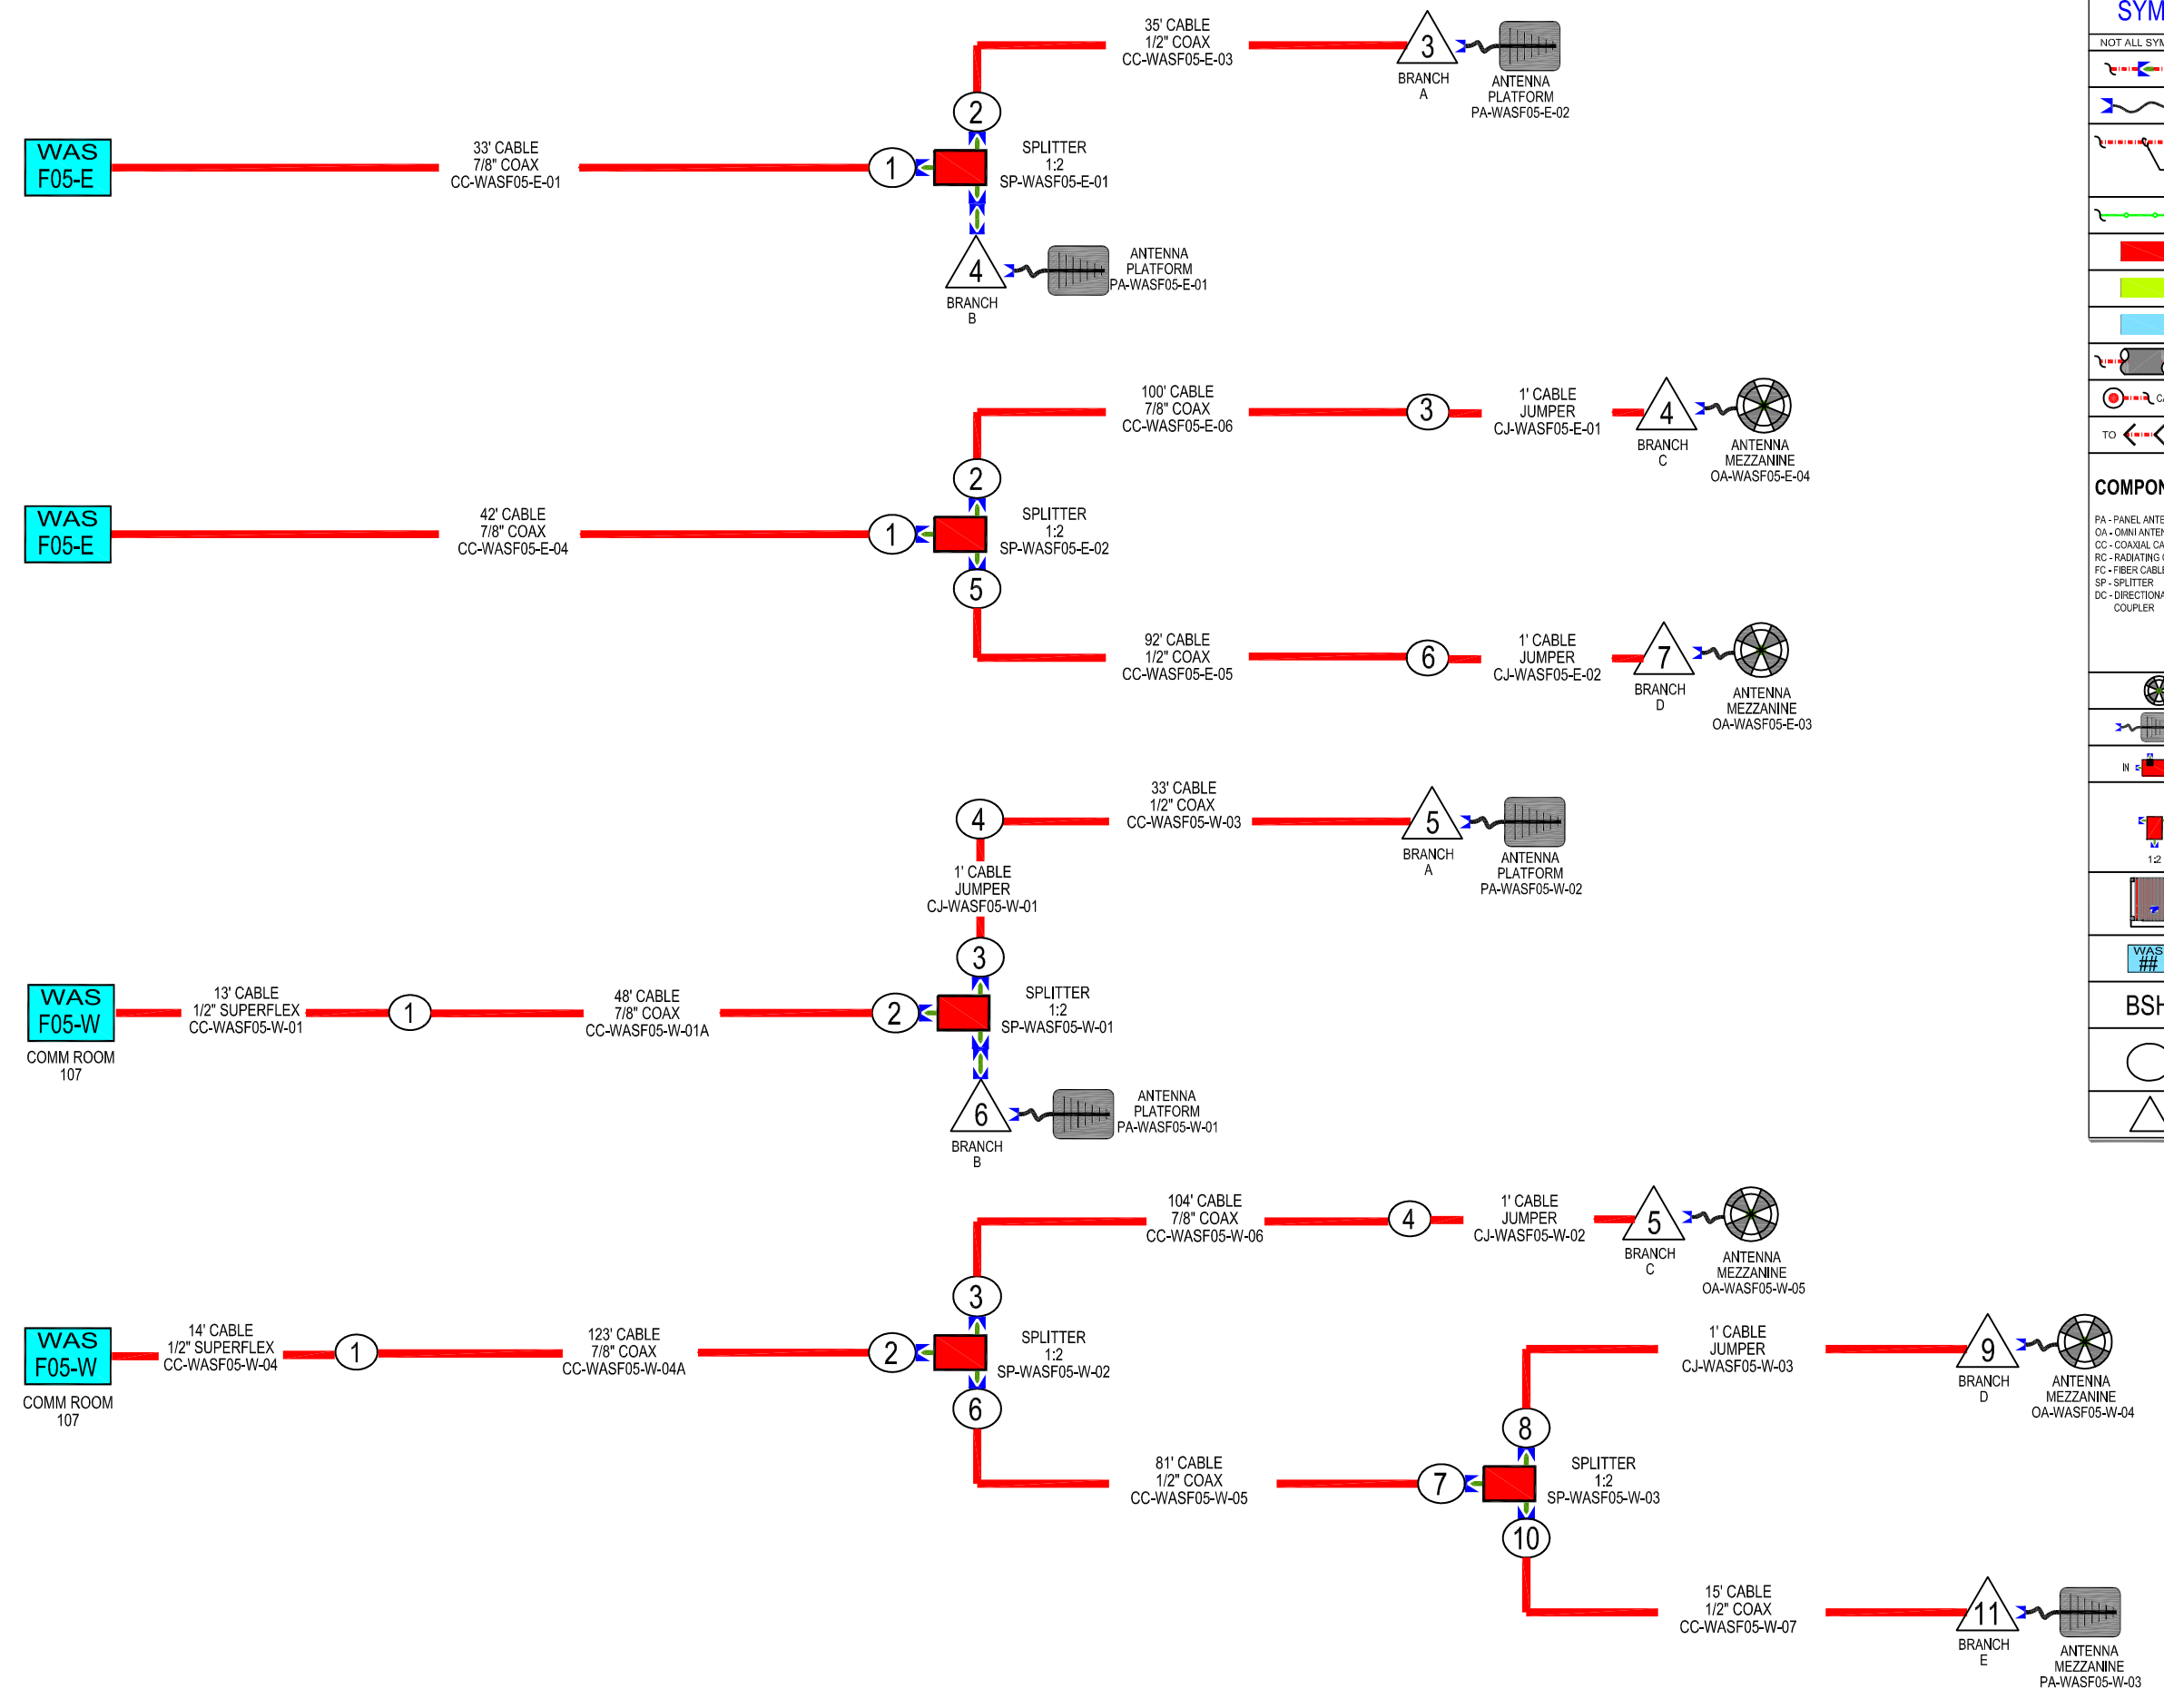 35' CABLE
1/2" COAX
CC-WASF05-E-03
3
BRANCH
A
ANTENNA
PLATFORM
PA-WASF05-E-02
2
WAS
F05-E
33' CABLE
7/8" COAX
CC-WASF05-E-01
1
SPLITTER
1:2
SP-WASF05-E-01
4
BRANCH
B
ANTENNA
PLATFORM
PA-WASF05-E-01
100' CABLE
7/8" COAX
CC-WASF05-E-06
3
1' CABLE
JUMPER
CJ-WASF05-E-01
4
BRANCH
C
ANTENNA
MEZZANINE
OA-WASF05-E-04
2
WAS
F05-E
42' CABLE
7/8" COAX
CC-WASF05-E-04
1
SPLITTER
1:2
SP-WASF05-E-02
5
92' CABLE
1/2" COAX
CC-WASF05-E-05
6
1' CABLE
JUMPER
CJ-WASF05-E-02
7
BRANCH
D
ANTENNA
MEZZANINE
OA-WASF05-E-03
4
33' CABLE
1/2" COAX
CC-WASF05-W-03
5
BRANCH
A
ANTENNA
PLATFORM
PA-WASF05-W-02
1' CABLE
JUMPER
CJ-WASF05-W-01
3
WAS
F05-W
COMM ROOM
107
13' CABLE
1/2" SUPERFLEX
CC-WASF05-W-01
1
48' CABLE
7/8" COAX
CC-WASF05-W-01A
2
SPLITTER
1:2
SP-WASF05-W-01
6
BRANCH
B
ANTENNA
PLATFORM
PA-WASF05-W-01
104' CABLE
7/8" COAX
CC-WASF05-W-06
4
1' CABLE
JUMPER
CJ-WASF05-W-02
5
BRANCH
C
ANTENNA
MEZZANINE
OA-WASF05-W-05
3
WAS
F05-W
COMM ROOM
107
14' CABLE
1/2" SUPERFLEX
CC-WASF05-W-04
1
123' CABLE
7/8" COAX
CC-WASF05-W-04A
2
SPLITTER
1:2
SP-WASF05-W-02
6
81' CABLE
1/2" COAX
CC-WASF05-W-05
7
8
SPLITTER
1:2
SP-WASF05-W-03
10
1' CABLE
JUMPER
CJ-WASF05-W-03
9
BRANCH
D
ANTENNA
MEZZANINE
OA-WASF05-W-04
15' CABLE
1/2" COAX
CC-WASF05-W-07
11
BRANCH
E
ANTENNA
MEZZANINE
PA-WASF05-W-03
NOT ALL
TO
PA - PANEL
OA - OMNI
CC - COAXIAL
RC - RADIATING
FC - FIBER
SP - SPLITTER
DC -
COUPLER
IN
1:2
WAS
##